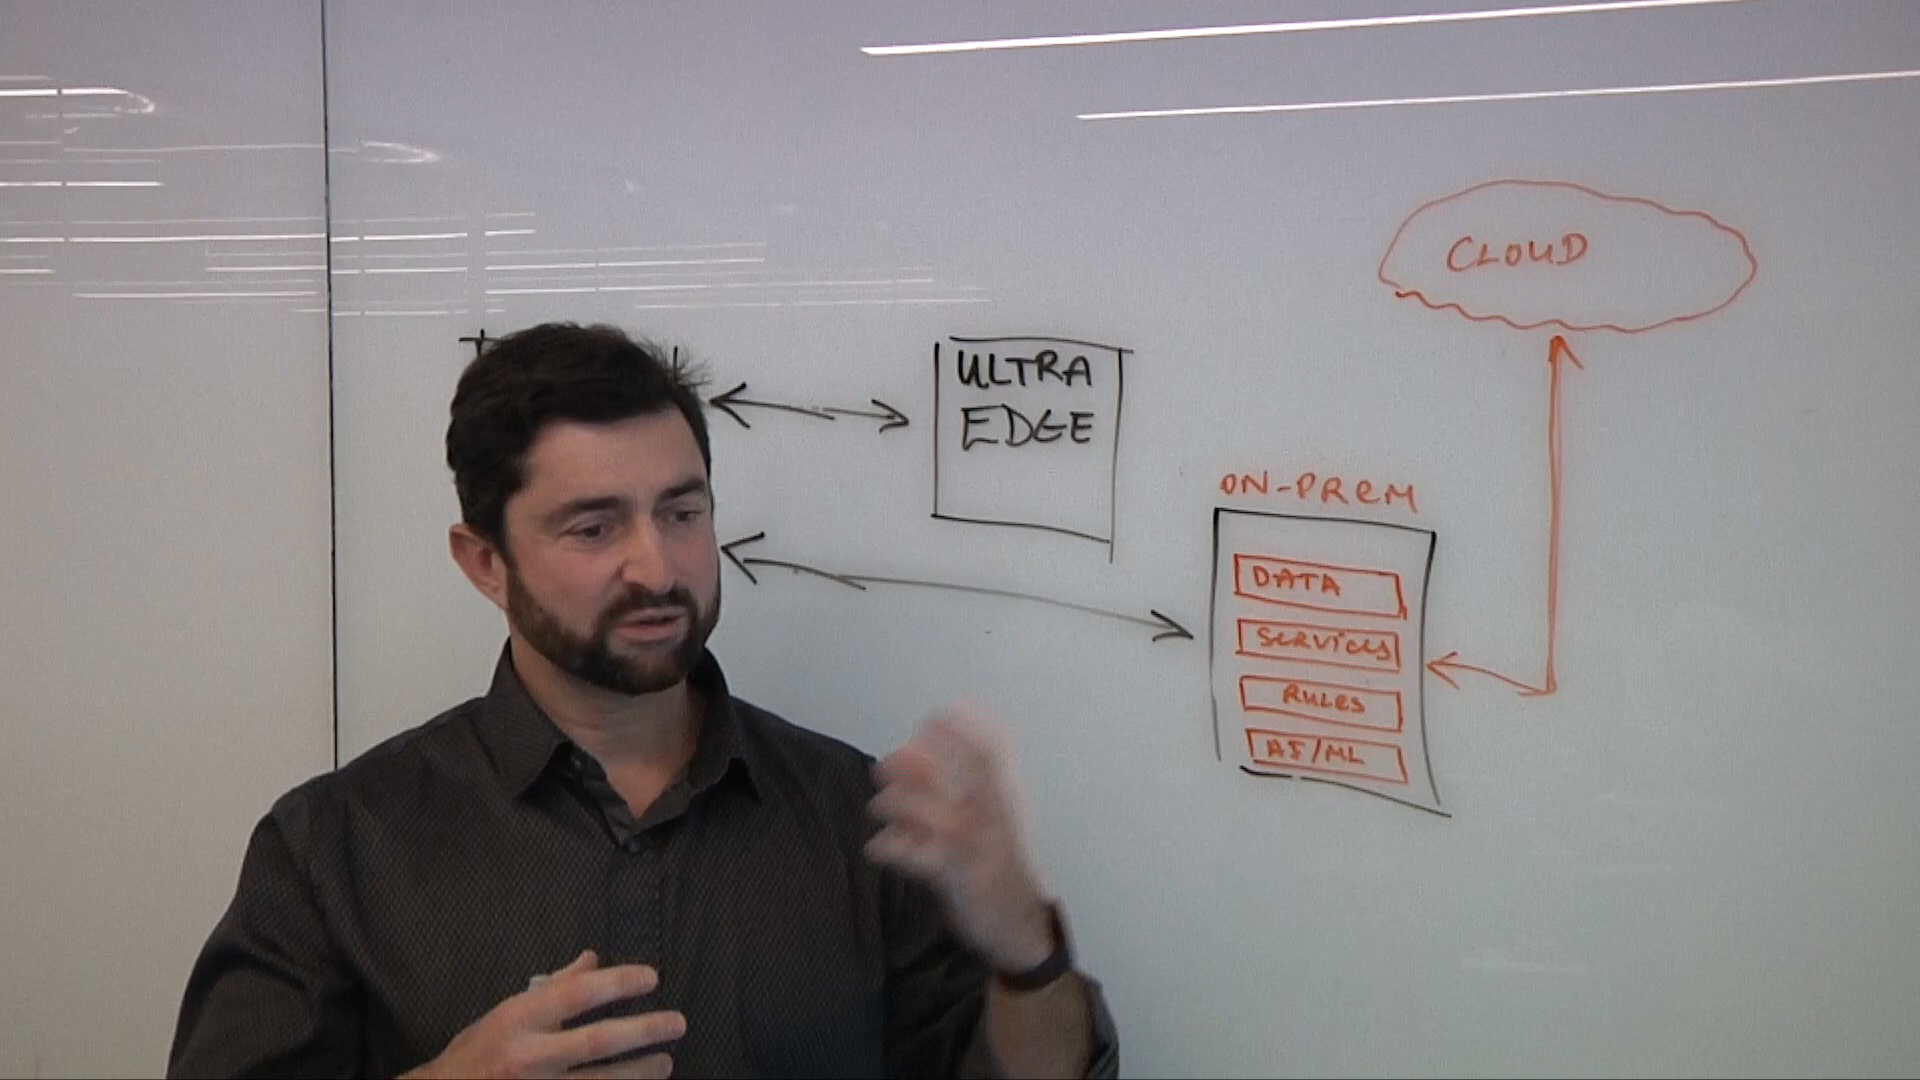 CLOUD
ULTRA
EDGE
ON-PREM
DATA
SERVICES
RULES
AI/ML